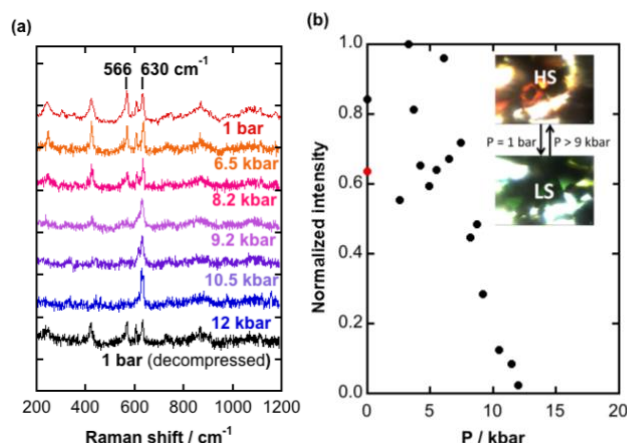 (a)
566 630 cm⁻¹
1 bar
6.5 kbar
8.2 kbar
9.2 kbar
10.5 kbar
12 kbar
1 bar (decompressed)
200 400 600 800 1000 1200
Raman shift / cm⁻¹
(b)
Normalized intensity
1.0
0.8
0.6
0.4
0.2
0.0
HS
P = 1 bar P > 9 kbar
LS
0 5 10 15 20
P / kbar